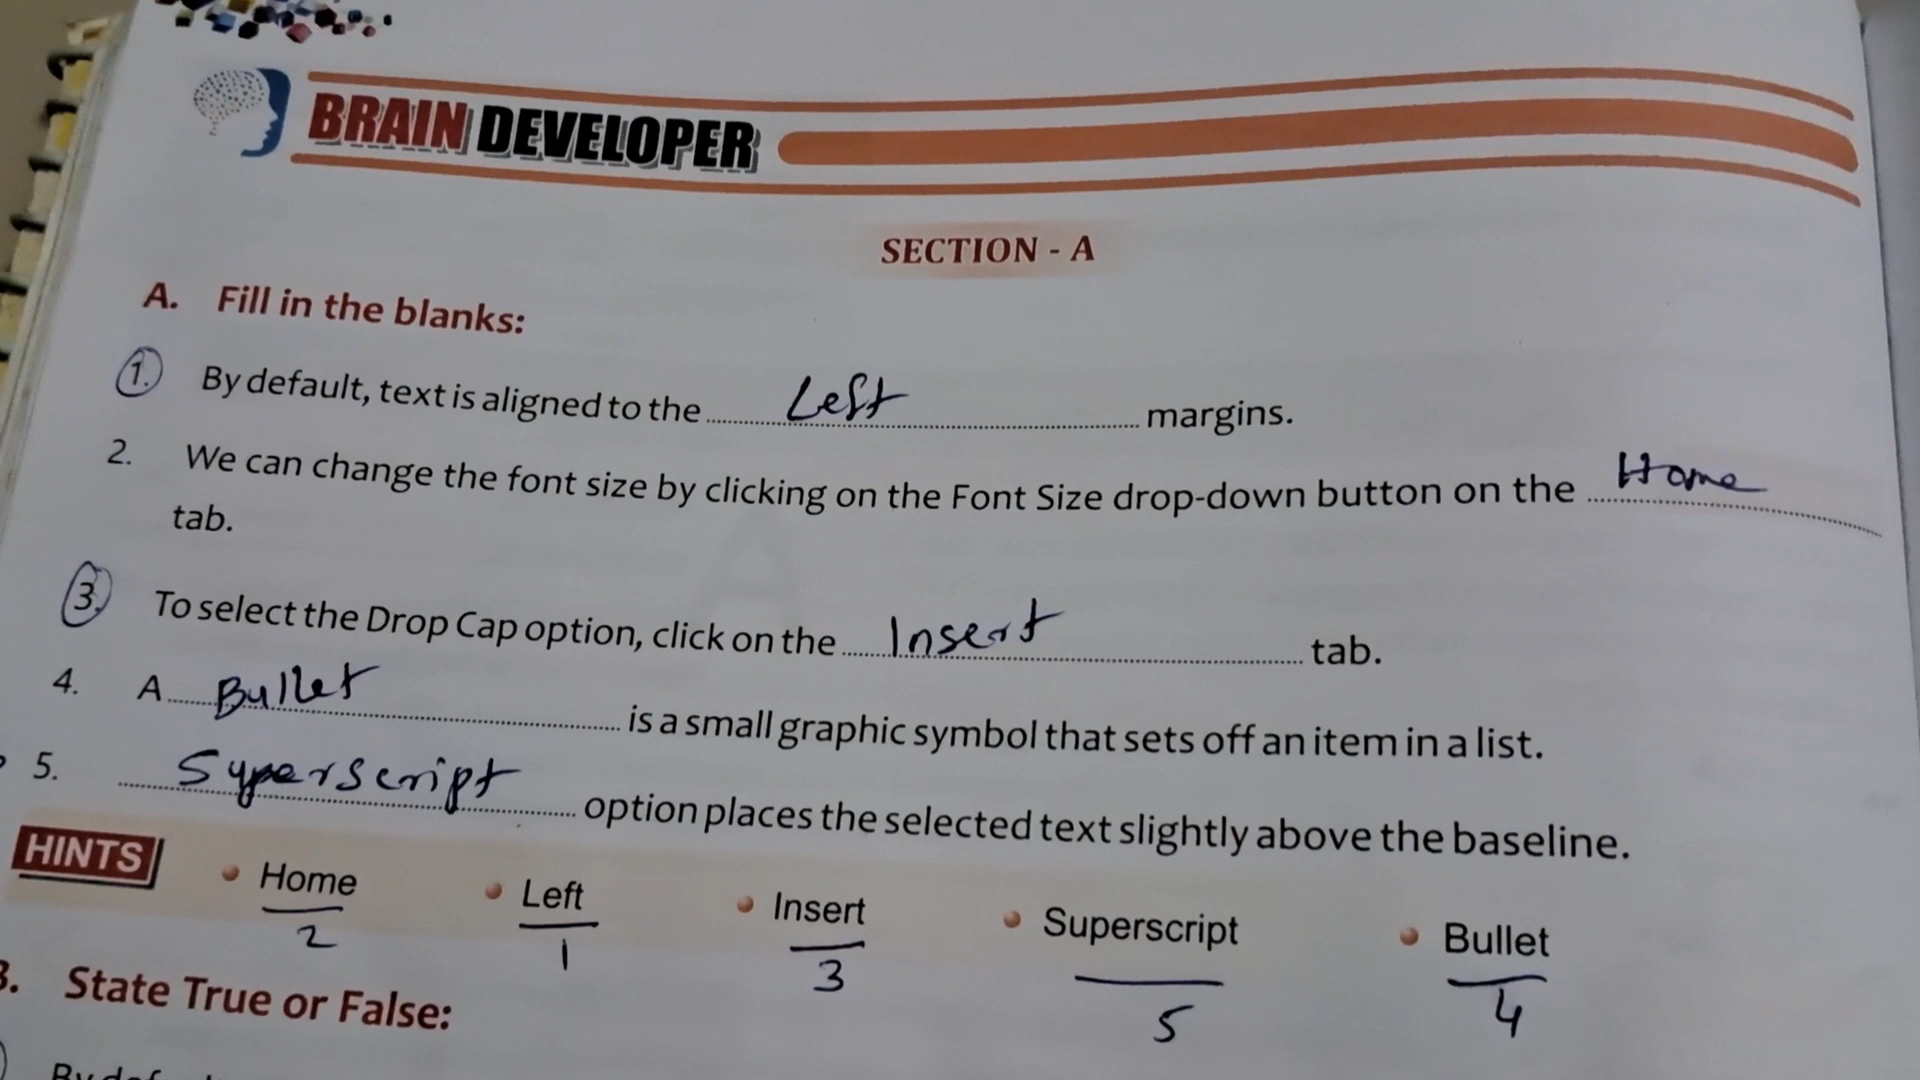 BRAIN DEVELOPER
SECTION - A
A. Fill in the blanks:
1. By default, text is aligned to the Left margins.
2. We can change the font size by clicking on the Font Size drop-down button on the Home
tab.
3. To select the Drop Cap option, click on the Insert tab.
4. A Bullet is a small graphic symbol that sets off an item in a list.
5. Superscript option places the selected text slightly above the baseline.
HINTS • Home • Left • Insert • Superscript • Bullet
2 1 3 5 4
B. State True or False: